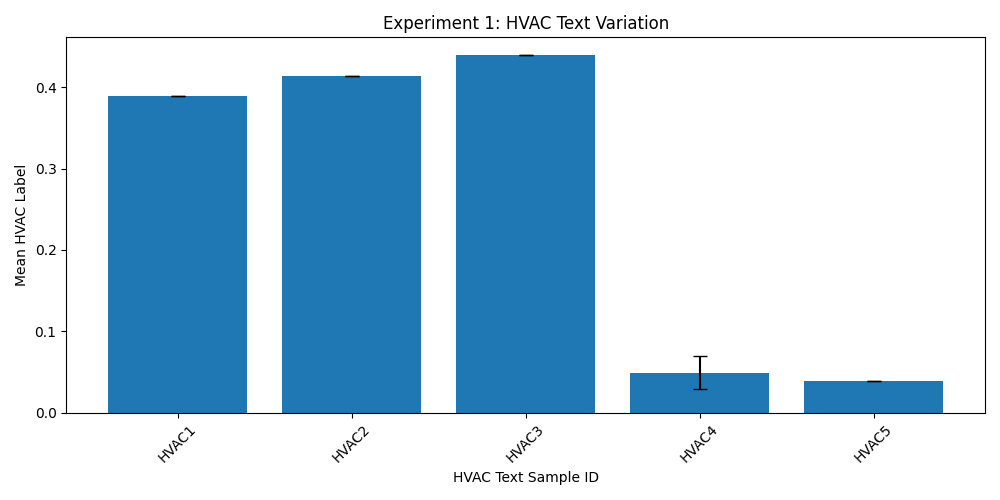 Experiment 1: HVAC Text Variation
Mean HVAC Label
0.4
0.3
0.2
0.1
0.0
HVAC1
HVAC2
HVAC3
HVAC4
HVAC5
HVAC Text Sample ID